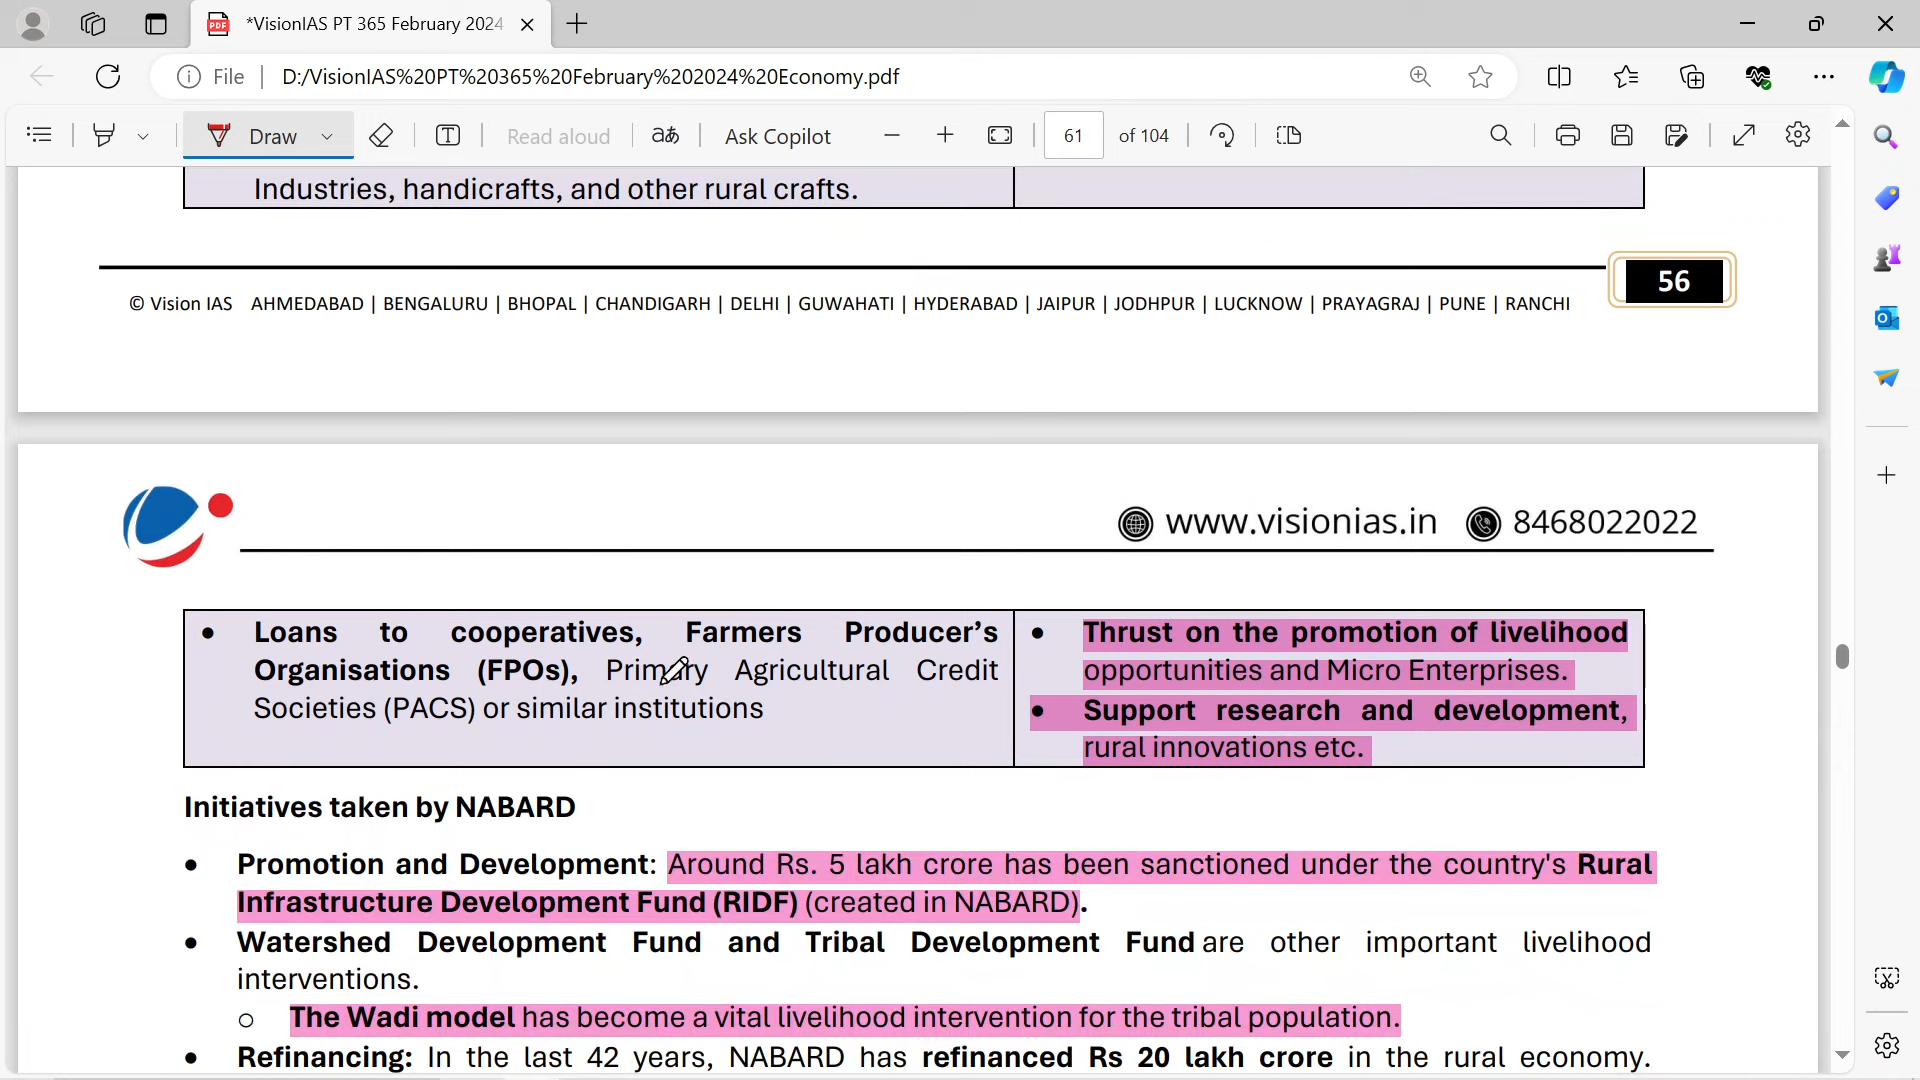 *VisionIAS PT 365 February 2024
File
D:/VisionIAS%20PT%20365%20February%202024%20Economy.pdf
Draw
Read aloud
aあ
Ask Copilot
61
of 104
Industries, handicrafts, and other rural crafts.
56
© Vision IAS AHMEDABAD | BENGALURU | BHOPAL | CHANDIGARH | DELHI | GUWAHATI | HYDERABAD | JAIPUR | JODHPUR | LUCKNOW | PRAYAGRAJ | PUNE | RANCHI
www.visionias.in 8468022022
• Loans to cooperatives, Farmers Producer’s
Organisations (FPOs), Primary Agricultural Credit
Societies (PACS) or similar institutions
• Thrust on the promotion of livelihood
opportunities and Micro Enterprises.
• Support research and development,
rural innovations etc.
Initiatives taken by NABARD
• Promotion and Development: Around Rs. 5 lakh crore has been sanctioned under the country's Rural
Infrastructure Development Fund (RIDF) (created in NABARD).
• Watershed Development Fund and Tribal Development Fund are other important livelihood
interventions.
o The Wadi model has become a vital livelihood intervention for the tribal population.
• Refinancing: In the last 42 years, NABARD has refinanced Rs 20 lakh crore in the rural economy.